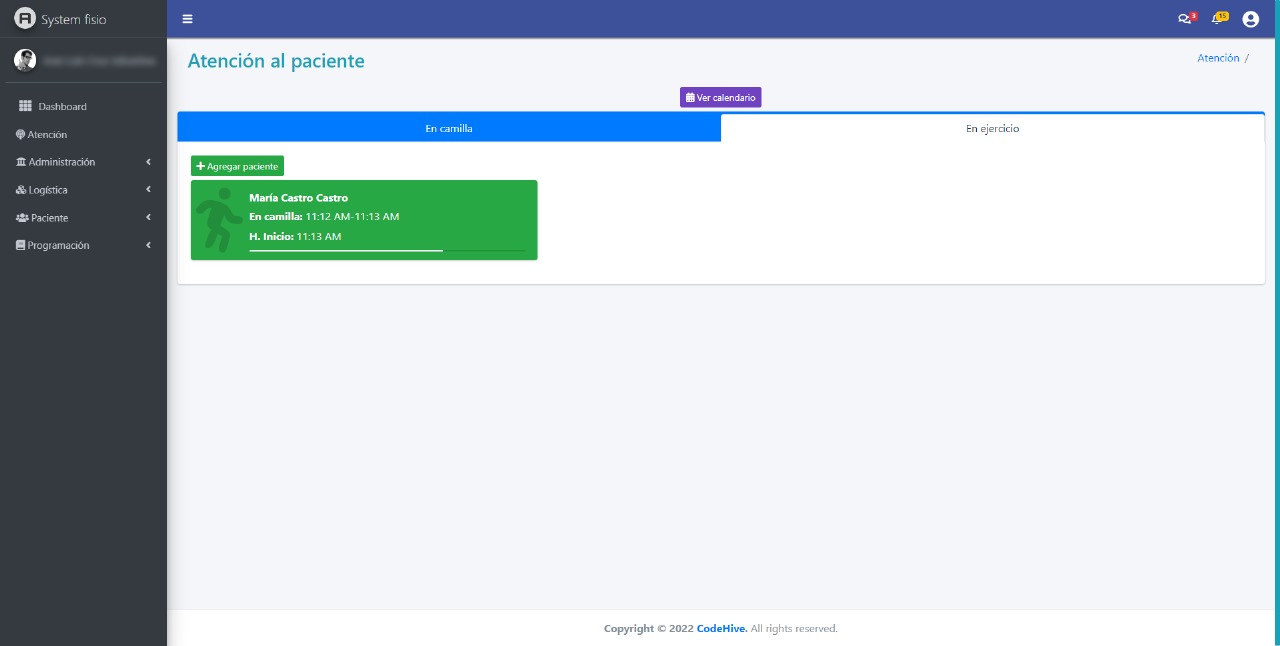 System fisio
3
15
Dashboard
Atención
Administración
Logística
Paciente
Programación
Atención al paciente
Atención /
Ver calendario
En camilla
En ejercicio
Agregar paciente
María Castro Castro
En camilla: 11:12 AM-11:13 AM
H. Inicio: 11:13 AM
Copyright © 2022 CodeHive. All rights reserved.